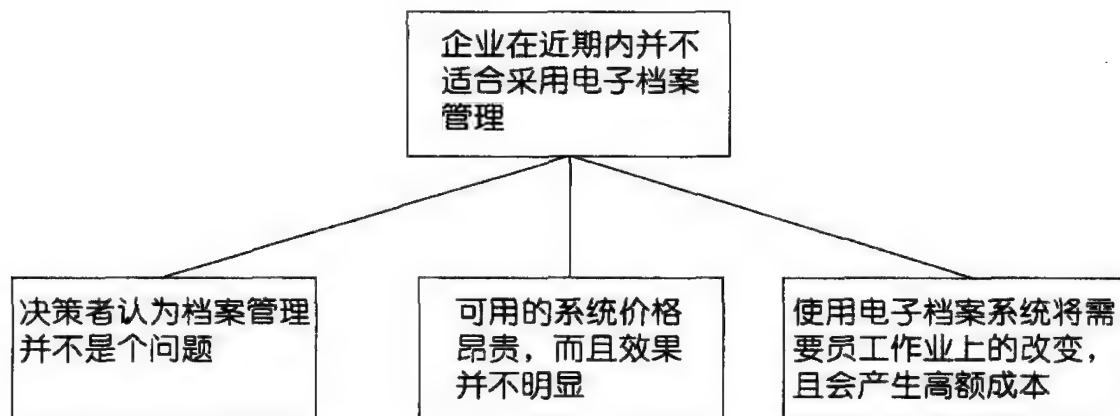 企业在近期内并不
适合采用电子档案
管理
决策者认为档案管理
并不是个问题
可用的系统价格
昂贵，而且效果
并不明显
使用电子档案系统将需
要员工作业上的改变，
且会产生高额成本